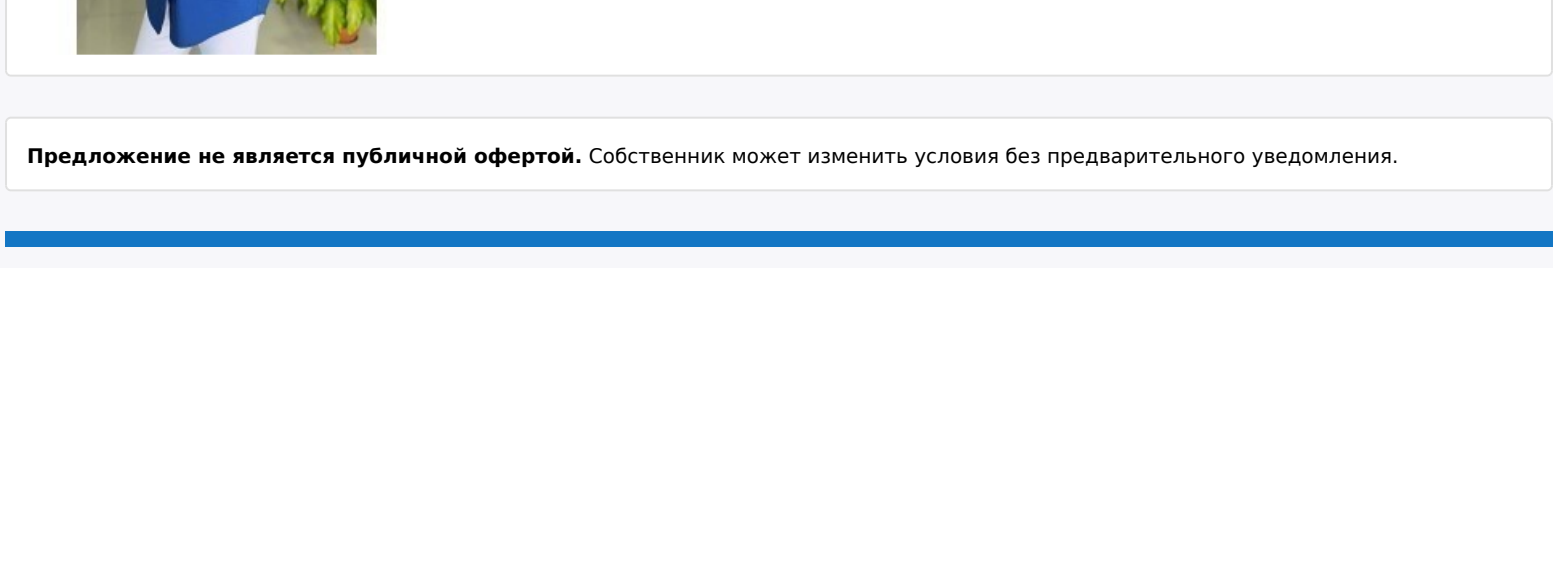 Предложение не является публичной офертой. Собственник может изменить условия без предварительного уведомления.